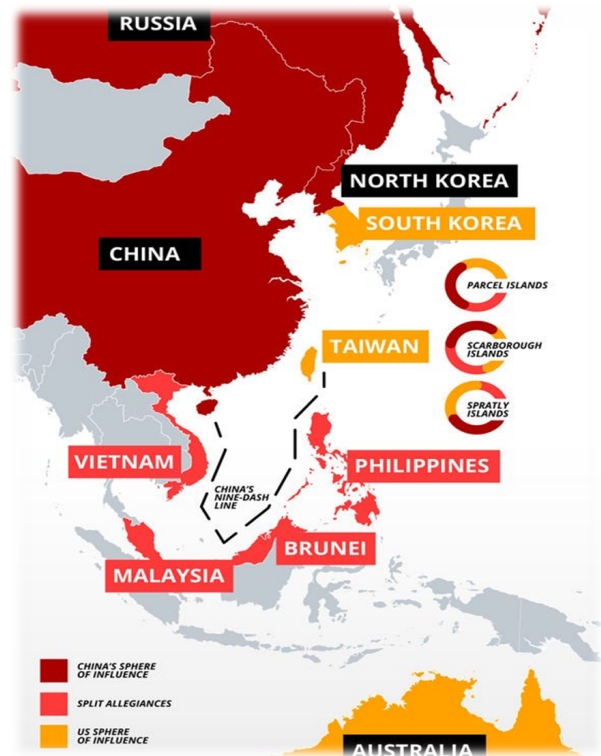 RUSSIA
NORTH KOREA
SOUTH KOREA
CHINA
PARCEL ISLANDS
TAIWAN
SCARBOROUGH
ISLANDS
SPRATLY
ISLANDS
VIETNAM
PHILIPPINES
CHINA'S
NINE-DASH
LINE
BRUNEI
MALAYSIA
CHINA'S SPHERE
OF INFLUENCE
SPLIT ALLEGIANCES
US SPHERE
OF INFLUENCE
AUSTRALIA